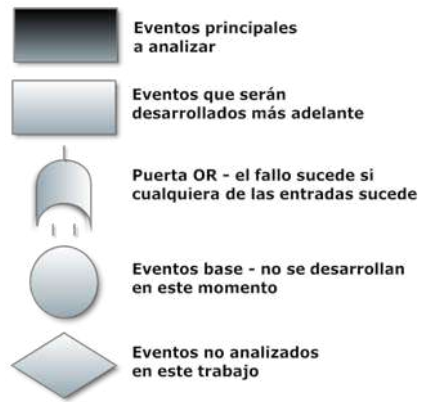 Eventos principales
a analizar
Eventos que serán
desarrollados más adelante
Puerta OR - el fallo sucede si
cualquiera de las entradas sucede
Eventos base - no se desarrollan
en este momento
Eventos no analizados
en este trabajo